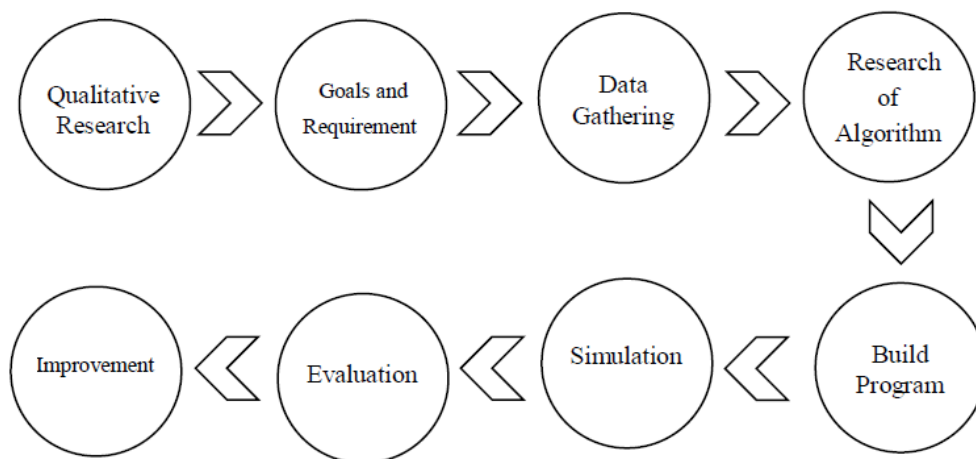 Qualitative
Research
Goals and
Requirement
Data
Gathering
Research
of
Algorithm
Build
Program
Simulation
Evaluation
Improvement